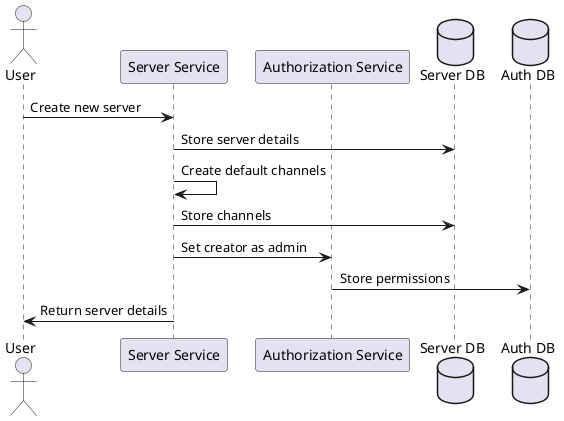 User
Server Service
Authorization Service
Server DB
Auth DB
Create new server
Store server details
Create default channels
Store channels
Set creator as admin
Store permissions
Return server details
User
Server Service
Authorization Service
Server DB
Auth DB